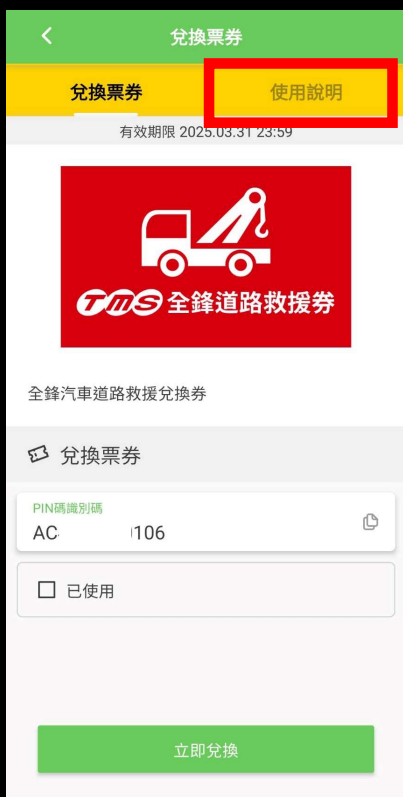 兌換票券
兌換票券 使用說明
有效期限 2025.03.31 23:59
TMS 全鋒道路救援券
全鋒汽車道路救援兌換券
兌換票券
PIN碼識別碼
AC 106
已使用
立即兌換